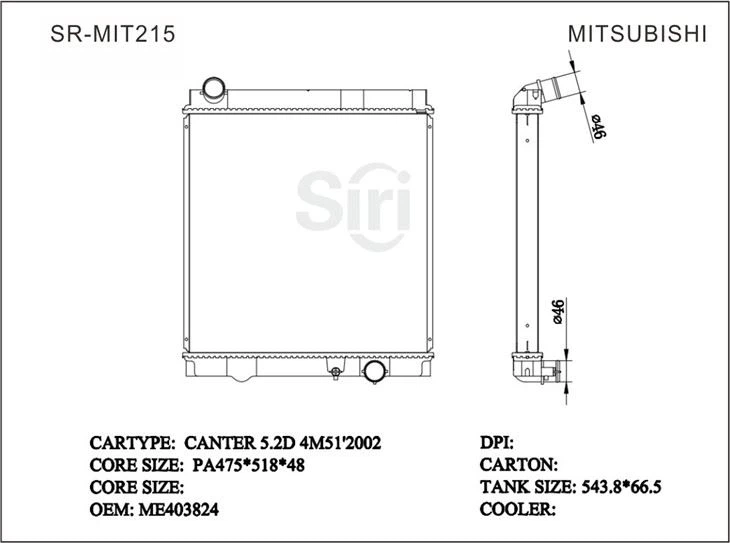 SR-MIT215
MITSUBISHI
ø46
Siri
ø46
CARTYPE: CANTER 5.2D 4M51'2002
CORE SIZE: PA475*518*48
CORE SIZE:
OEM: ME403824
DPI:
CARTON:
TANK SIZE: 543.8*66.5
COOLER: